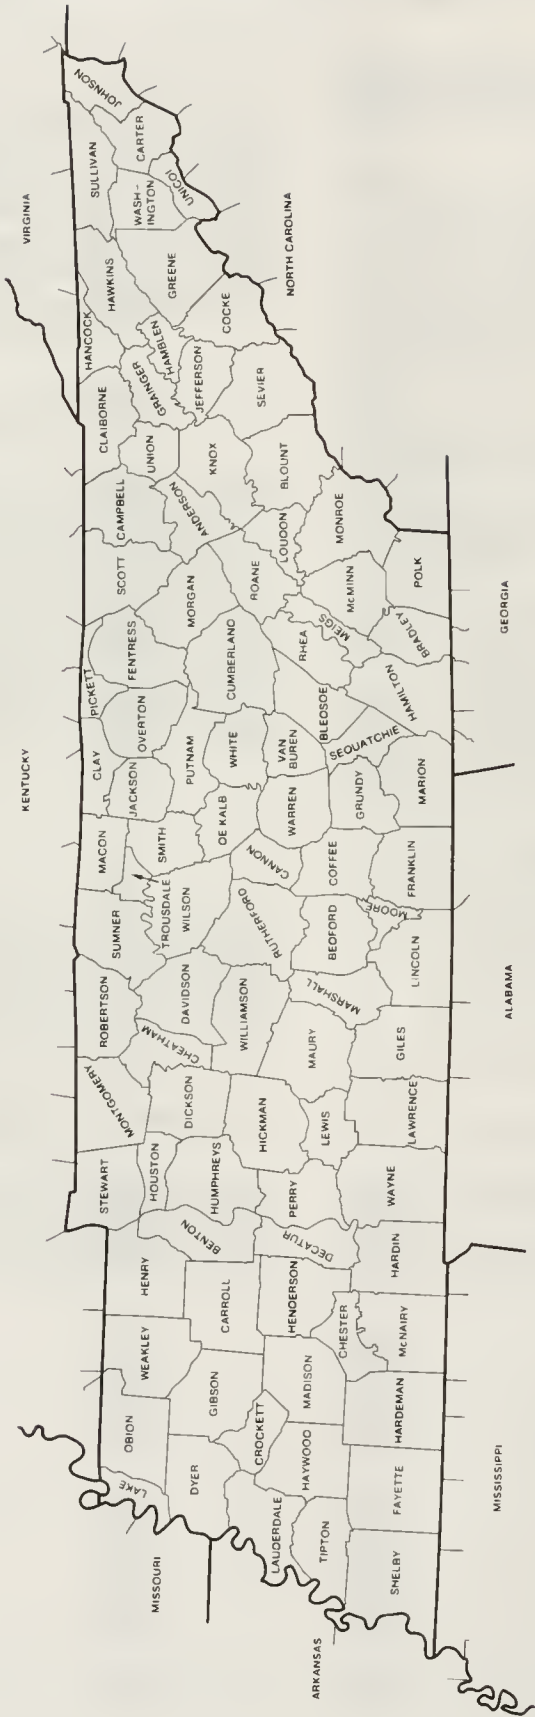 KENTUCKY
VIRGINIA
MISSOURI
ARKANSAS
LAKE
OBION
WEAKLEY
HENRY
STEWART
MONTGOMERY
ROBERTSON
SUMNER
MACON
CLAY
PICKETT
SCOTT
CAMPBELL
CLAIBORNE
HANCOCK
HAWKINS
SULLIVAN
JOHNSON
DYER
GIBSON
CARROLL
BENTON
HOUSTON
HUMPHREYS
DICKSON
CHEATHAM
DAVIDSON
TROUSDALE
WILSON
SMITH
JACKSON
OVERTON
FENTRESS
PUTNAM
MORGAN
ANDERSON
UNION
GRAINGER
HAMBLEN
JEFFERSON
GREENE
WASH-
INGTON
CARTER
UNICOI
COCKE
LAUDERDALE
CROCKETT
TIPTON
HAYWOOD
MADISON
HENDERSON
DECATUR
PERRY
HICKMAN
LEWIS
WILLIAMSON
MAURY
RUTHERFORD
CANNON
DE KALB
WHITE
WARREN
VAN
BUREN
CUMBERLAND
BLEDSOE
RHEA
MEIGS
ROANE
LOUDON
KNOX
BLOUNT
SEVIER
MONROE
NORTH CAROLINA
SHELBY
FAYETTE
HARDEMAN
CHESTER
McNAIRY
HARDIN
WAYNE
LAWRENCE
GILES
MARSHALL
LINCOLN
BEDFORD
MOORE
COFFEE
FRANKLIN
GRUNDY
MARION
SEQUATCHIE
HAMILTON
BRADLEY
McMINN
POLK
MISSISSIPPI
ALABAMA
GEORGIA